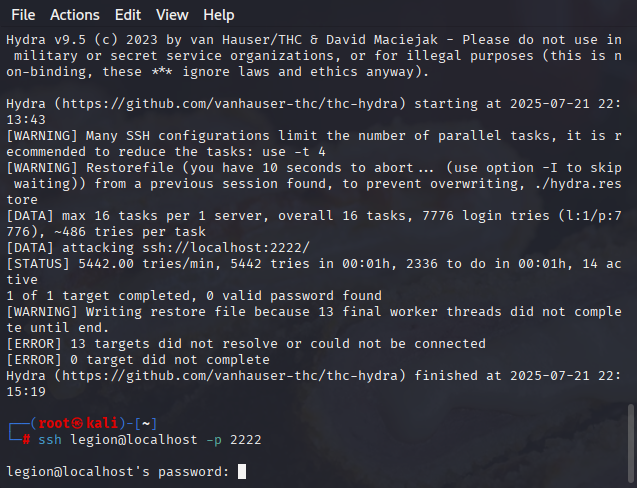 File Actions Edit View Help
Hydra v9.5 (c) 2023 by van Hauser/THC & David Maciejak - Please do not use in
 military or secret service organizations, or for illegal purposes (this is n
on-binding, these *** ignore laws and ethics anyway).
Hydra (https://github.com/vanhauser-thc/thc-hydra) starting at 2025-07-21 22:
13:43
[WARNING] Many SSH configurations limit the number of parallel tasks, it is r
ecommended to reduce the tasks: use -t 4
[WARNING] Restorefile (you have 10 seconds to abort... (use option -I to skip
 waiting)) from a previous session found, to prevent overwriting, ./hydra.res
tore
[DATA] max 16 tasks per 1 server, overall 16 tasks, 7776 login tries (l:1/p:7
776), ~486 tries per task
[DATA] attacking ssh://localhost:2222/
[STATUS] 5442.00 tries/min, 5442 tries in 00:01h, 2336 to do in 00:01h, 14 ac
tive
1 of 1 target completed, 0 valid password found
[WARNING] Writing restore file because 13 final worker threads did not comple
te until end.
[ERROR] 13 targets did not resolve or could not be connected
[ERROR] 0 target did not complete
Hydra (https://github.com/vanhauser-thc/thc-hydra) finished at 2025-07-21 22:
15:19
┌──(root㉿kali)-[~]
└─# ssh legion@localhost -p 2222
legion@localhost's password: